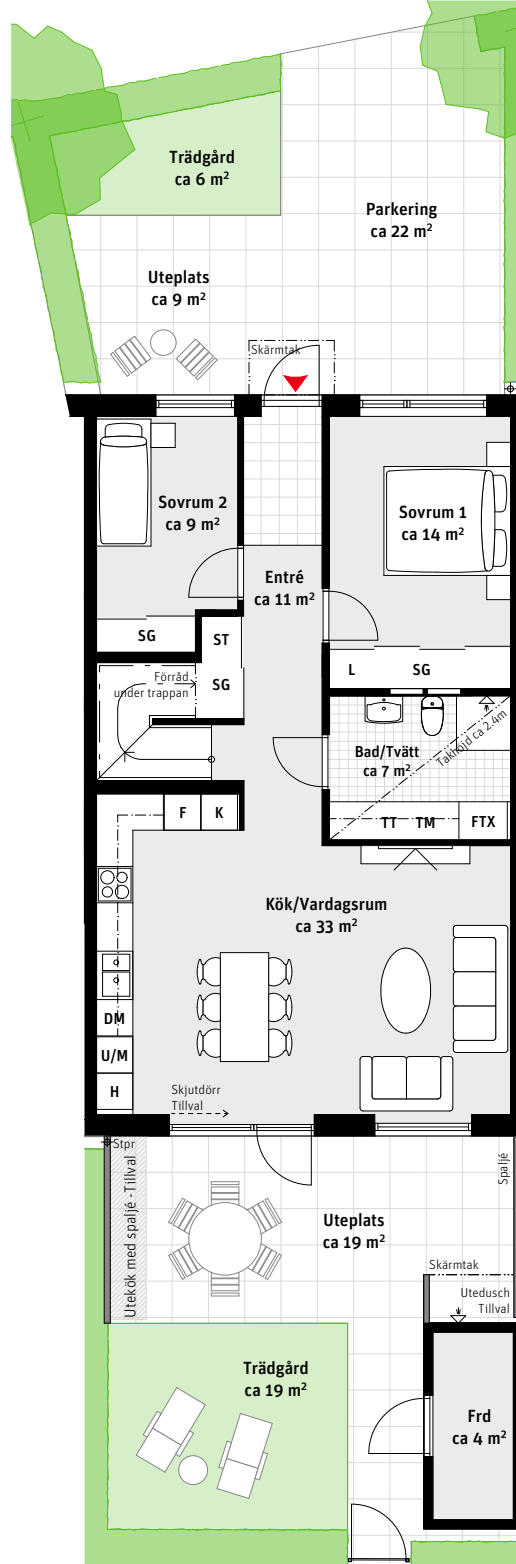 Trädgård
ca 6 m²
Parkering
ca 22 m²
Uteplats
ca 9 m²
Skärmtak
Sovrum 2
ca 9 m²
Sovrum 1
ca 14 m²
Entré
ca 11 m²
SG
ST
SG
L
SG
Förråd
under trappan
Bad/Tvätt
ca 7 m²
Takhöjd ca 2.4m
TT
TM
FTX
F
K
Kök/Vardagsrum
ca 33 m²
DM
U/M
H
Skjutdörr
Tillval
Stpr
Utekök med spaljé -Tillval
Spaljé
Uteplats
ca 19 m²
Skärmtak
Utedusch
Tillval
Trädgård
ca 19 m²
Frd
ca 4 m²